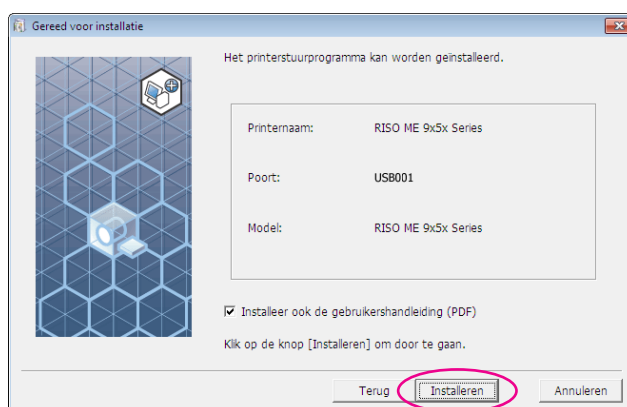 Gereed voor installatie
Het printerstuurprogramma kan worden geïnstalleerd.
Printernaam: RISO ME 9x5x Series
Poort: USB001
Model: RISO ME 9x5x Series
Installeer ook de gebruikershandleiding (PDF)
Klik op de knop [Installeren] om door te gaan.
Terug Installeren Annuleren